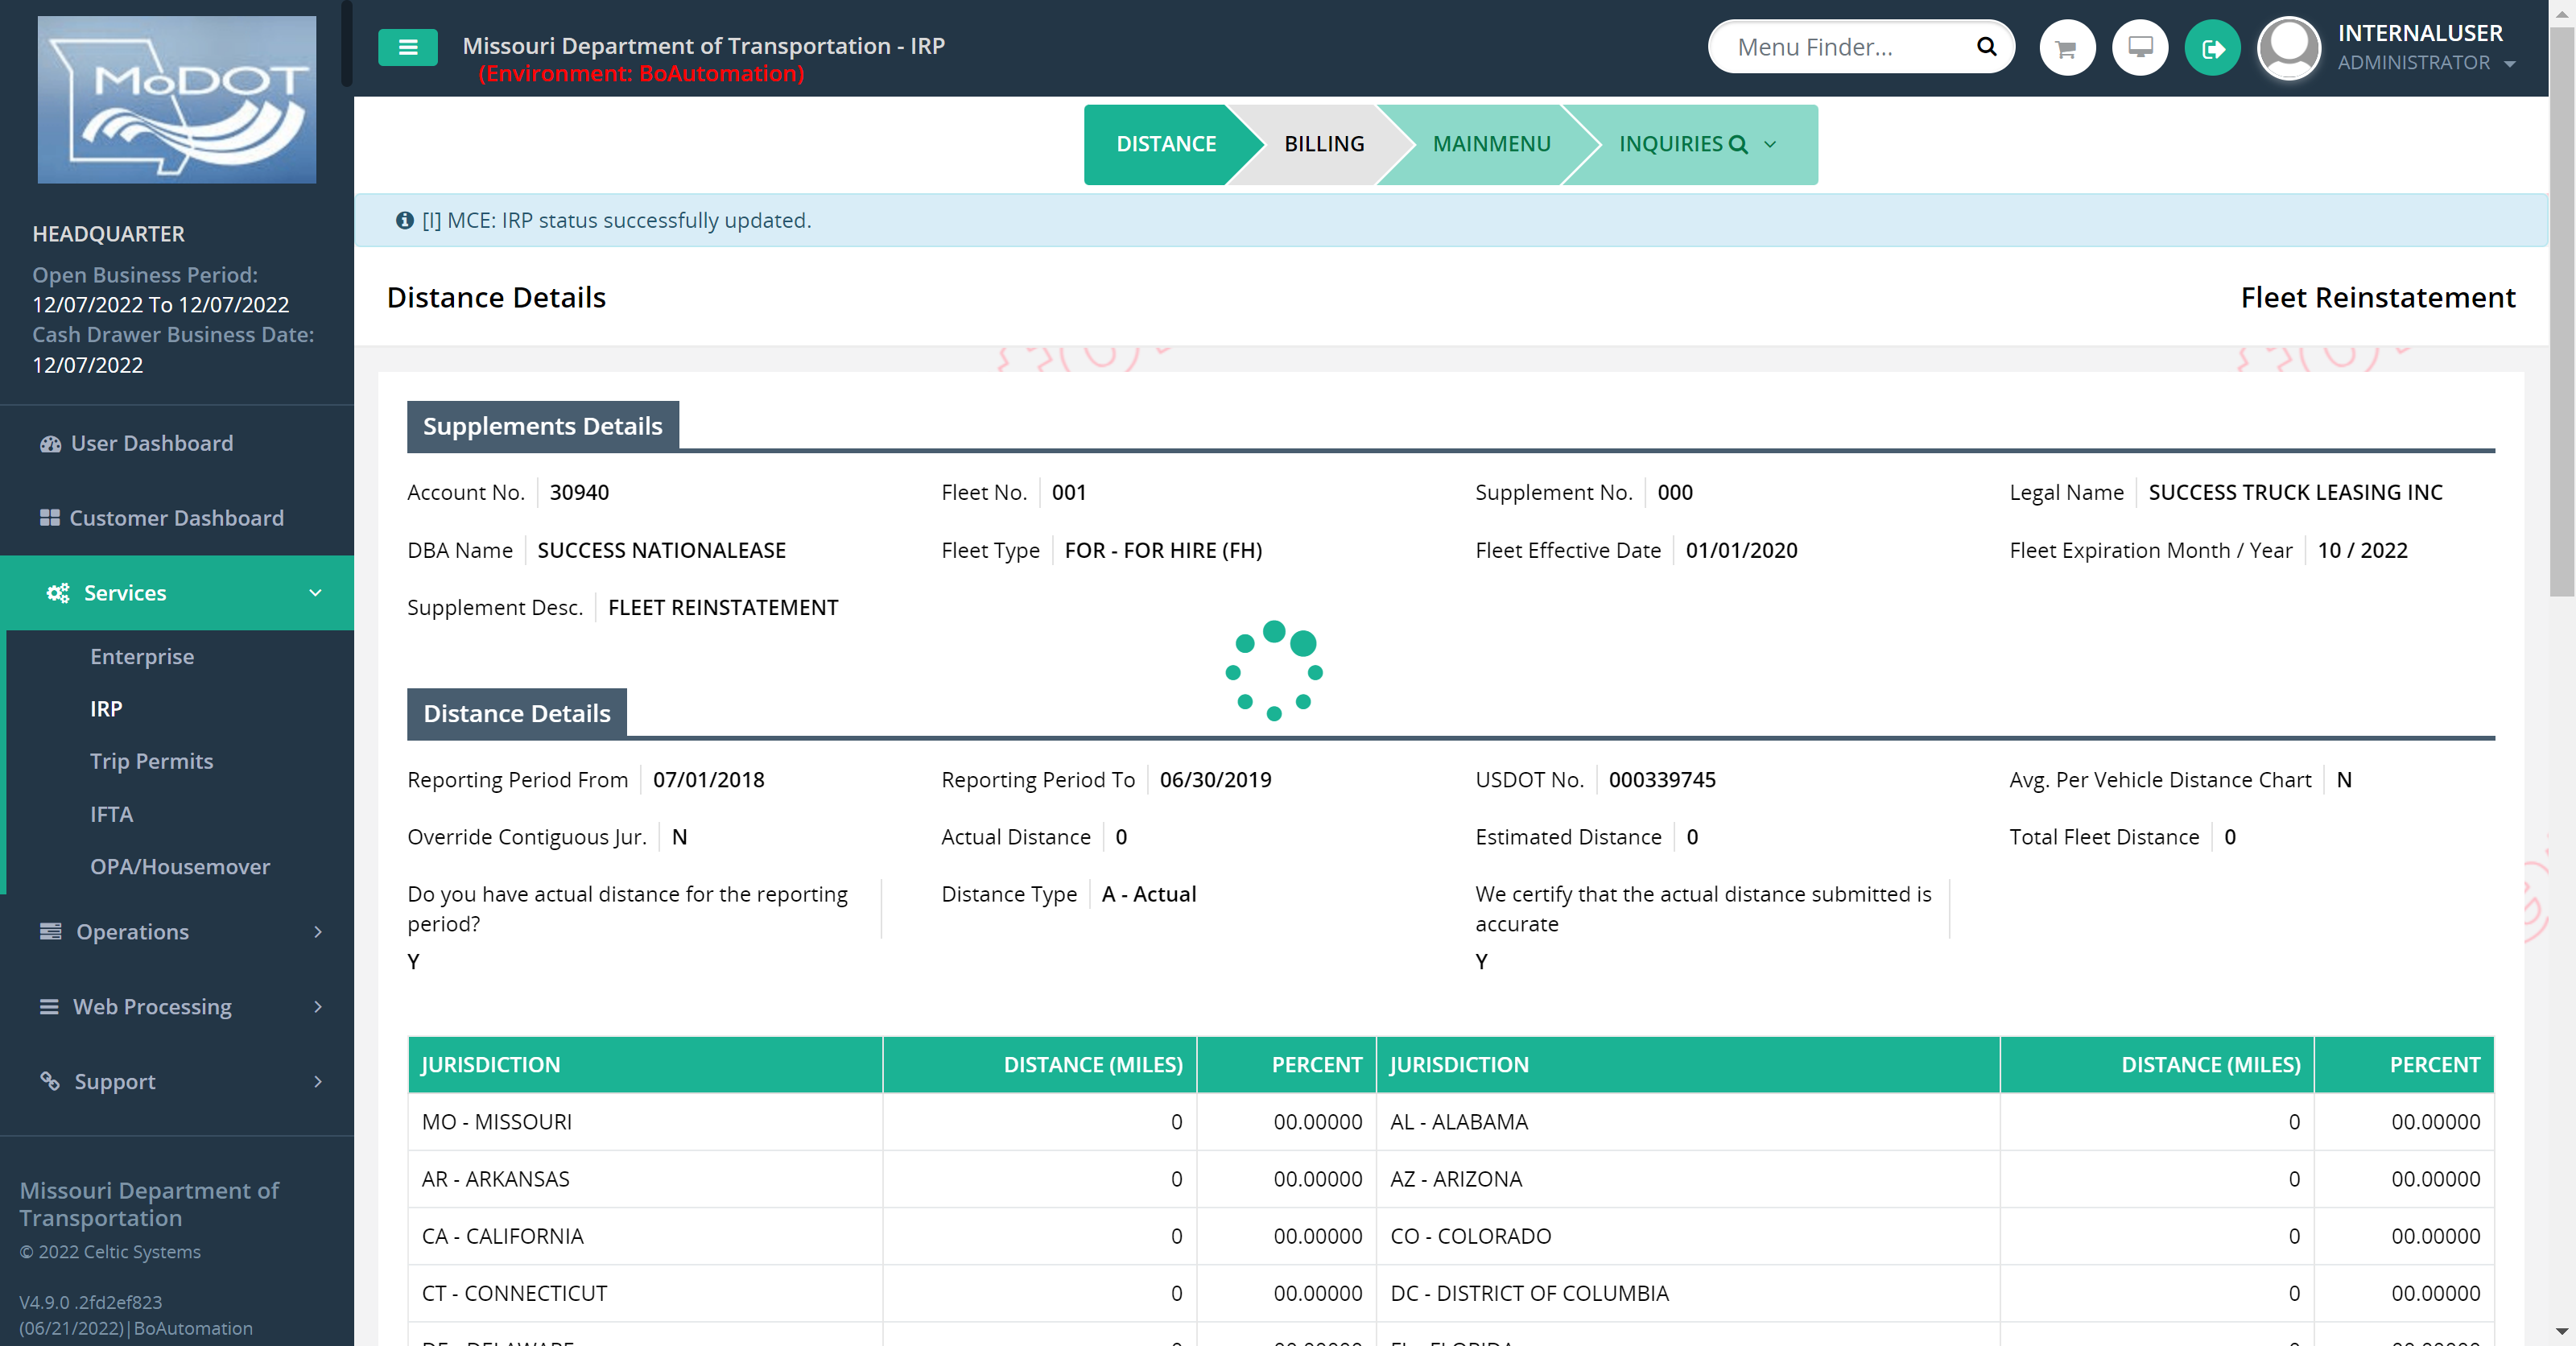 MoDOT
Missouri Department of Transportation - IRP
(Environment: BoAutomation)
Menu Finder...
INTERNALUSER
ADMINISTRATOR
DISTANCE
BILLING
MAINMENU
INQUIRIES
[I] MCE: IRP status successfully updated.
Distance Details
Fleet Reinstatement
HEADQUARTER
Open Business Period:
12/07/2022 To 12/07/2022
Cash Drawer Business Date:
12/07/2022
User Dashboard
Customer Dashboard
Services
Enterprise
IRP
Trip Permits
IFTA
OPA/Housemover
Operations
Web Processing
Support
Missouri Department of
Transportation
© 2022 Celtic Systems
V4.9.0 .2fd2ef823
(06/21/2022)|BoAutomation
Supplements Details
Account No. 30940
Fleet No. 001
Supplement No. 000
Legal Name SUCCESS TRUCK LEASING INC
DBA Name SUCCESS NATIONALEASE
Fleet Type FOR - FOR HIRE (FH)
Fleet Effective Date 01/01/2020
Fleet Expiration Month / Year 10 / 2022
Supplement Desc. FLEET REINSTATEMENT
Distance Details
Reporting Period From 07/01/2018
Reporting Period To 06/30/2019
USDOT No. 000339745
Avg. Per Vehicle Distance Chart N
Override Contiguous Jur. N
Actual Distance 0
Estimated Distance 0
Total Fleet Distance 0
Do you have actual distance for the reporting
period?
Y
Distance Type A - Actual
We certify that the actual distance submitted is
accurate
Y
JURISDICTION DISTANCE (MILES) PERCENT JURISDICTION DISTANCE (MILES) PERCENT
MO - MISSOURI 0 00.00000 AL - ALABAMA 0 00.00000
AR - ARKANSAS 0 00.00000 AZ - ARIZONA 0 00.00000
CA - CALIFORNIA 0 00.00000 CO - COLORADO 0 00.00000
CT - CONNECTICUT 0 00.00000 DC - DISTRICT OF COLUMBIA 0 00.00000